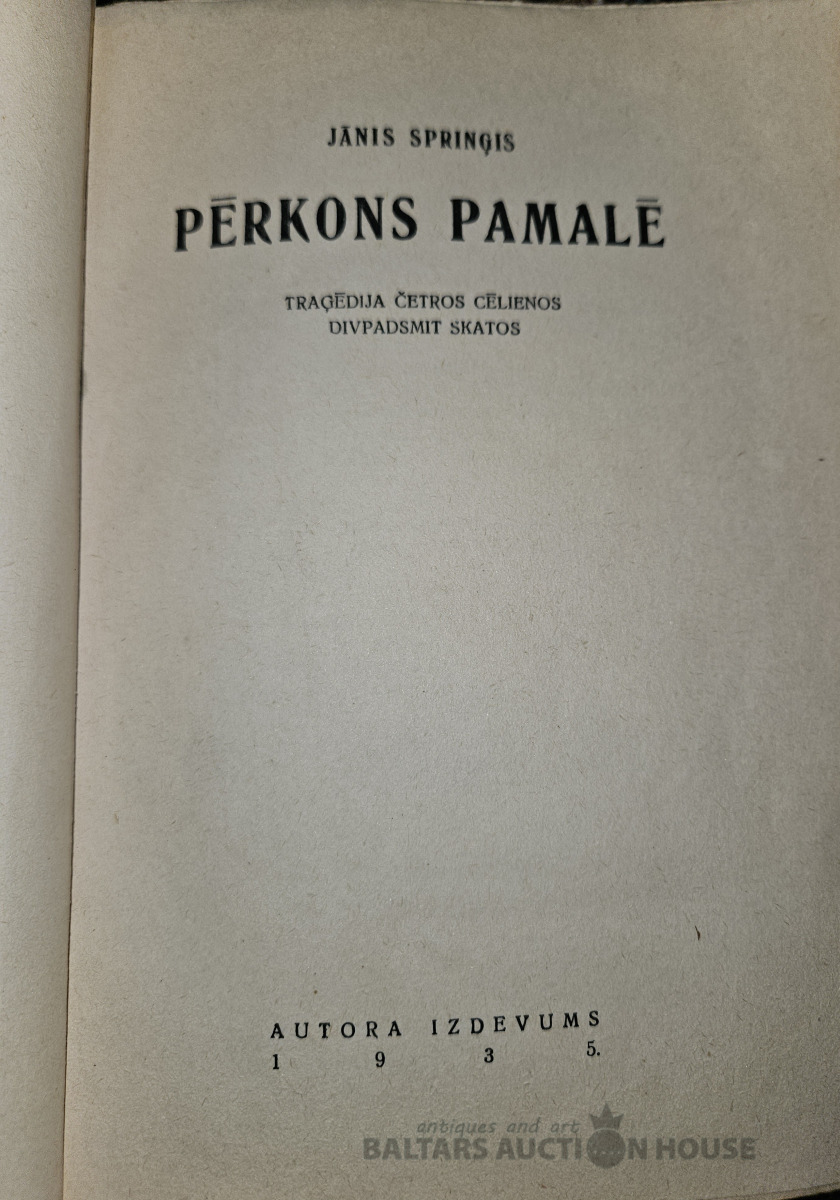 JĀNIS SPRINĢIS
PĒRKONS PAMALĒ
TRAĢĒDIJA ČETROS CĒLIENOS
DIVPADSMIT SKATOS
AUTORA IZDEVUMS
1 9 3 5.
antiques and art
BALTARS AUCTION HOUSE